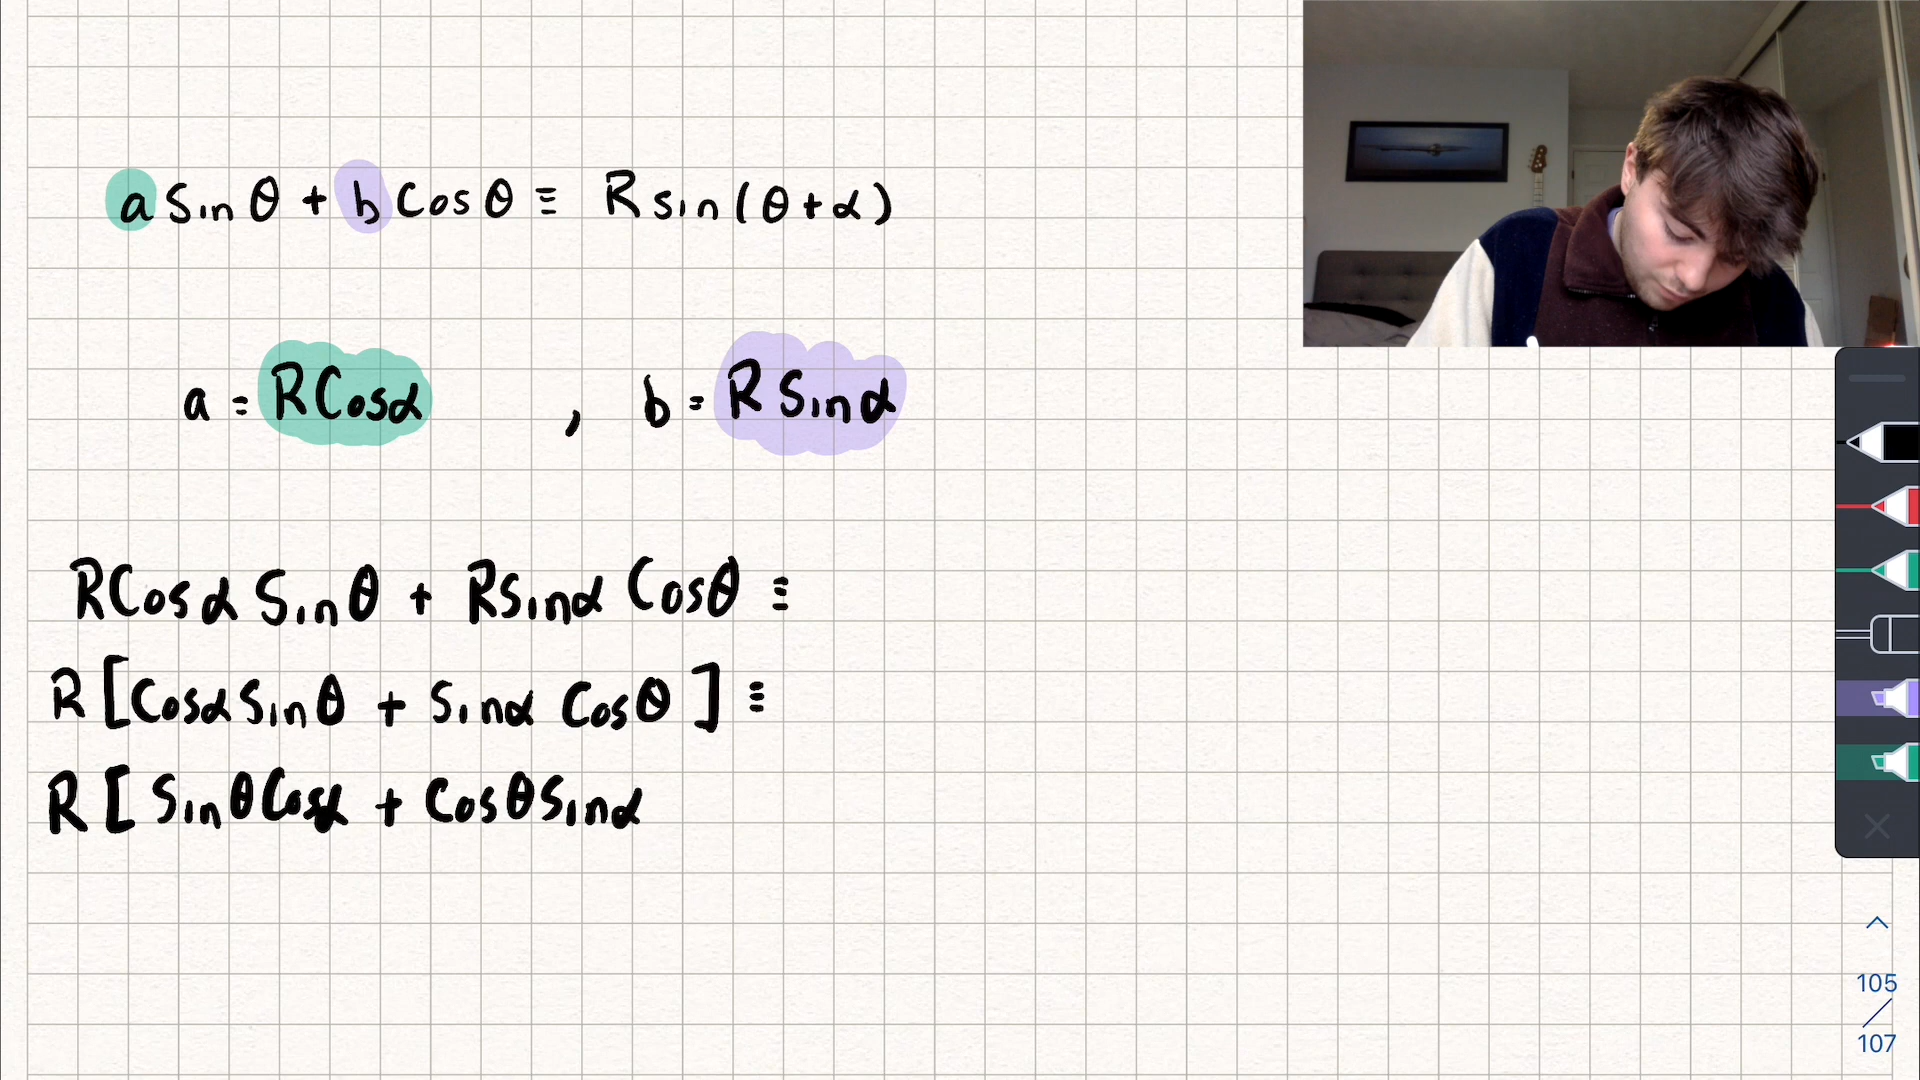 a Sin θ + b Cos θ ≡ R sin (θ + α)
a = R Cos α , b = R Sin α
R Cos α Sin θ + R Sin α Cos θ ≡
R [Cos α Sin θ + Sin α Cos θ] ≡
R [Sin θ Cos α + Cos θ Sin α
105
/
107